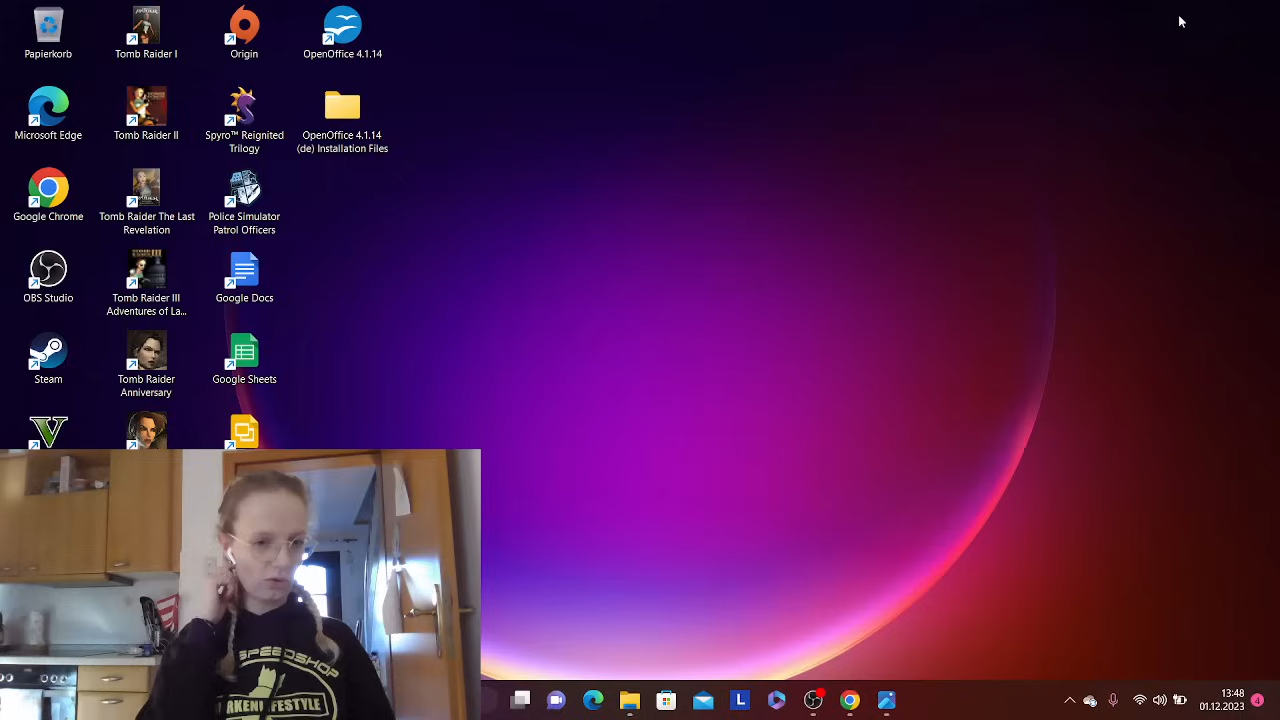 Papierkorb
Tomb Raider I
Origin
OpenOffice 4.1.14
Microsoft Edge
Tomb Raider II
Spyro™ Reignited
Trilogy
OpenOffice 4.1.14
(de) Installation Files
Google Chrome
Tomb Raider The Last
Revelation
Police Simulator
Patrol Officers
OBS Studio
Tomb Raider III
Adventures of La...
Google Docs
Steam
Tomb Raider
Anniversary
Google Sheets
SPEEDSHOP
LIFESTYLE
L
13:48
01.12.2023
4